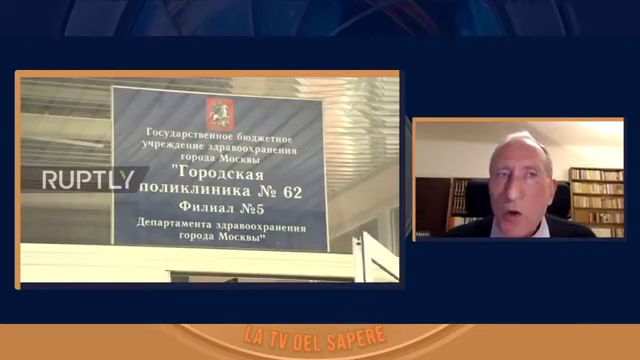 Государственное бюджетное
учреждение здравоохранения
города Москвы
"Городская
поликлиника № 62
Филиал №5
Департамента здравоохранения
города Москвы"
RUPTLY
LA TV DEL SAPERE